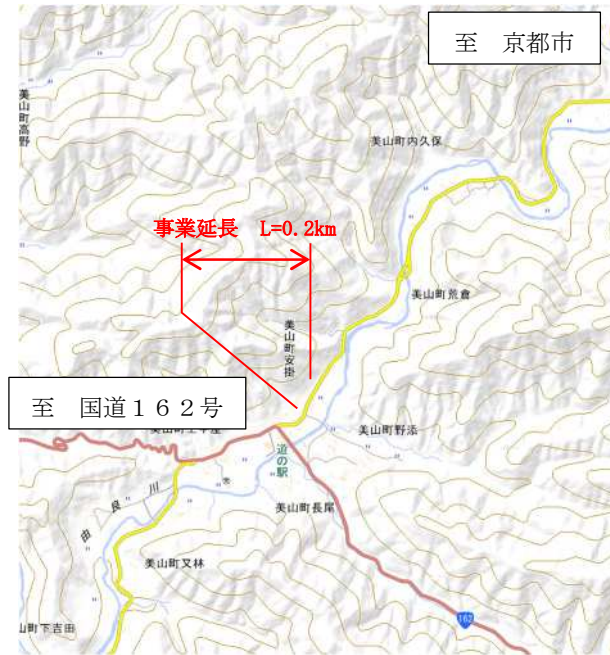 至 京都市
美山町高野
美山町内久保
事業延長 L=0.2km
美山町荒倉
美山町安掛
至 国道162号
美山町野添
道の駅
美山町長尾
由良川
美山町又林
162
山町下吉田